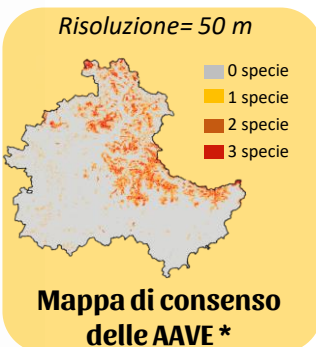 Risoluzione= 50 m
0 specie
1 specie
2 specie
3 specie
Mappa di consenso
delle AAVE *